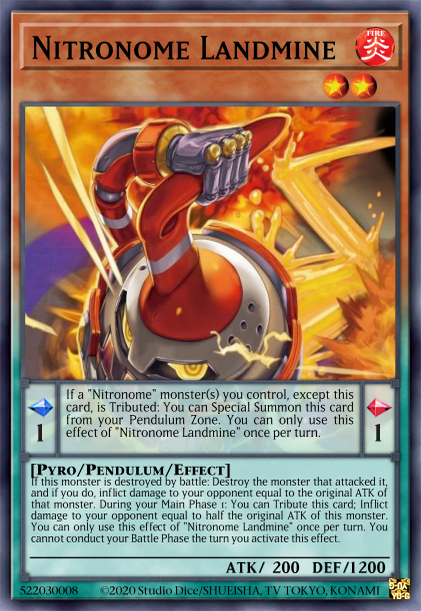 Nitronome Landmine
FIRE
炎
If a "Nitronome" monster(s) you control, except this
card, is Tributed: You can Special Summon this card
from your Pendulum Zone. You can only use this
effect of "Nitronome Landmine" once per turn.
1
1
[Pyro/Pendulum/Effect]
If this monster is destroyed by battle: Destroy the monster that attacked it,
and if you do, inflict damage to your opponent equal to the original ATK of
that monster. During your Main Phase 1: You can Tribute this card; Inflict
damage to your opponent equal to half the original ATK of this monster.
You can only use this effect of "Nitronome Landmine" once per turn. You
cannot conduct your Battle Phase the turn you activate this effect.
ATK/ 200 DEF/1200
522030008 ©2020 Studio Dice/SHUEISHA, TV TOKYO, KONAMI